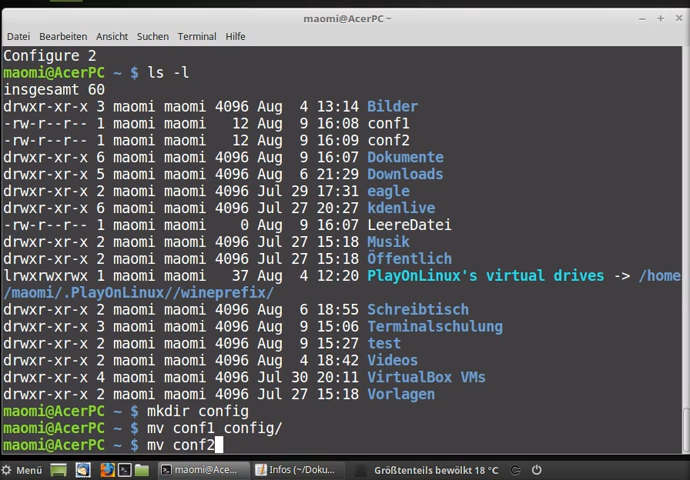 maomi@AcerPC ~
Datei Bearbeiten Ansicht Suchen Terminal Hilfe
Configure 2
maomi@AcerPC ~ $ ls -l
insgesamt 60
drwxr-xr-x 3 maomi maomi 4096 Aug  4 13:14 Bilder
-rw-r--r-- 1 maomi maomi   12 Aug  9 16:08 conf1
-rw-r--r-- 1 maomi maomi   12 Aug  9 16:09 conf2
drwxr-xr-x 6 maomi maomi 4096 Aug  9 16:07 Dokumente
drwxr-xr-x 5 maomi maomi 4096 Aug  6 21:29 Downloads
drwxr-xr-x 2 maomi maomi 4096 Jul 29 17:31 eagle
drwxr-xr-x 6 maomi maomi 4096 Jul 27 20:27 kdenlive
-rw-r--r-- 1 maomi maomi    0 Aug  9 16:07 LeereDatei
drwxr-xr-x 2 maomi maomi 4096 Jul 27 15:18 Musik
drwxr-xr-x 2 maomi maomi 4096 Jul 27 15:18 Öffentlich
lrwxrwxrwx 1 maomi maomi   37 Aug  4 12:20 PlayOnLinux's virtual drives -> /home
/maomi/.PlayOnLinux//wineprefix/
drwxr-xr-x 2 maomi maomi 4096 Aug  6 18:55 Schreibtisch
drwxr-xr-x 3 maomi maomi 4096 Aug  9 15:06 Terminalschulung
drwxr-xr-x 2 maomi maomi 4096 Aug  9 15:27 test
drwxr-xr-x 2 maomi maomi 4096 Aug  4 18:42 Videos
drwxr-xr-x 4 maomi maomi 4096 Jul 30 20:11 VirtualBox VMs
drwxr-xr-x 2 maomi maomi 4096 Jul 27 15:18 Vorlagen
maomi@AcerPC ~ $ mkdir config
maomi@AcerPC ~ $ mv conf1 config/
maomi@AcerPC ~ $ mv conf2
Menü maomi@Ace... Infos (~/Doku... Größtenteils bewölkt 18 °C